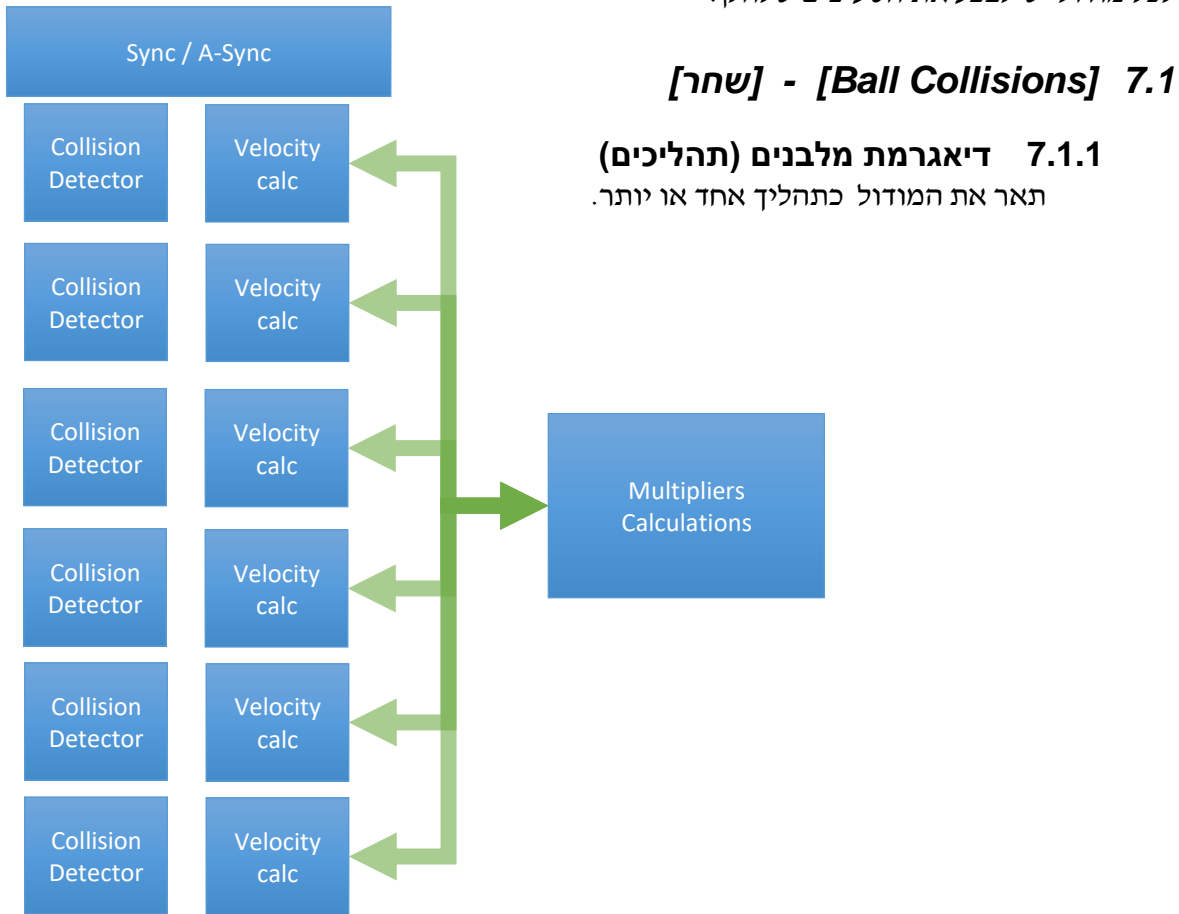 Sync / A-Sync
7.1 [Ball Collisions] - [שחר]
7.1.1 דיאגרמת מלבנים (תהליכים)
תאר את המודול כתהליך אחד או יותר.
Collision
Detector
Velocity
calc
Collision
Detector
Velocity
calc
Collision
Detector
Velocity
calc
Multipliers
Calculations
Collision
Detector
Velocity
calc
Collision
Detector
Velocity
calc
Collision
Detector
Velocity
calc